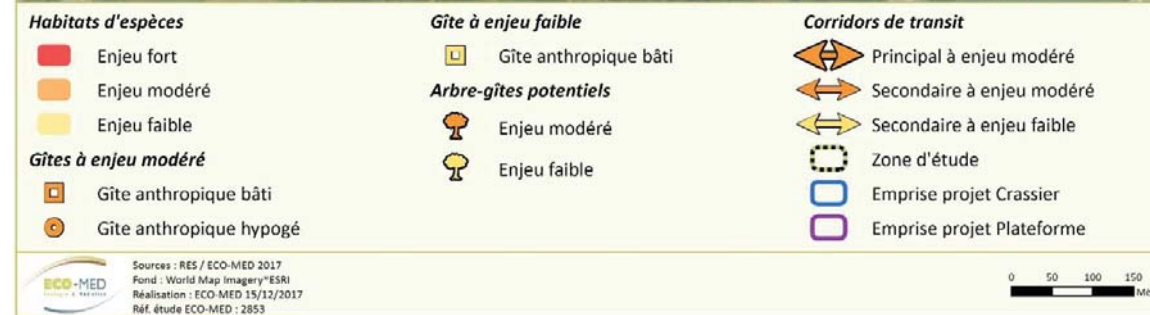 Habitats d'espèces
Enjeu fort
Enjeu modéré
Enjeu faible
Gîtes à enjeu modéré
Gîte anthropique bâti
Gîte anthropique hypogé
Gîte à enjeu faible
Gîte anthropique bâti
Arbre-gîtes potentiels
Enjeu modéré
Enjeu faible
Corridors de transit
Principal à enjeu modéré
Secondaire à enjeu modéré
Secondaire à enjeu faible
Zone d'étude
Emprise projet Crassier
Emprise projet Plateforme
ECO-MED
Sources : RES / ECO-MED 2017
Fond : World Map Imagery*ESRI
Réalisation : ECO-MED 15/12/2017
Réf. étude ECO-MED : 2853
0 50 100 150